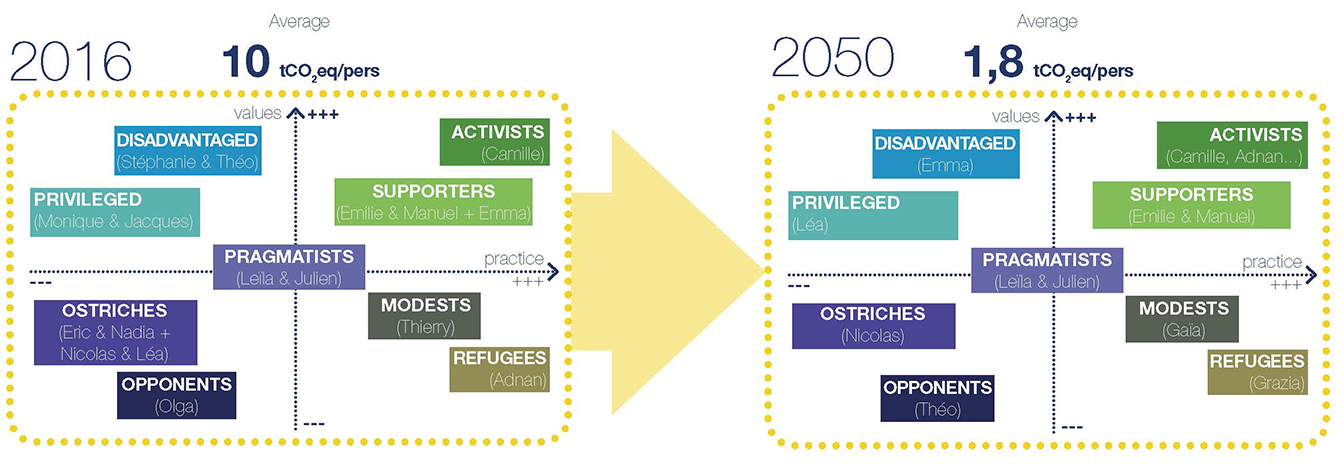 Average
2016
10 tCO₂eq/pers
values
+++
DISADVANTAGED
(Stéphanie & Théo)
ACTIVISTS
(Camille)
PRIVILEGED
(Monique & Jacques)
SUPPORTERS
(Emilie & Manuel + Emma)
PRAGMATISTS
(Leïla & Julien)
practice
+++
---
OSTRICHES
(Eric & Nadia +
Nicolas & Léa)
MODESTS
(Thierry)
REFUGEES
(Adnan)
OPPONENTS
(Olga)
---
Average
2050
1,8 tCO₂eq/pers
values
+++
DISADVANTAGED
(Emma)
ACTIVISTS
(Camille, Adnan...)
PRIVILEGED
(Léa)
SUPPORTERS
(Emilie & Manuel)
PRAGMATISTS
(Leïla & Julien)
practice
+++
---
OSTRICHES
(Nicolas)
MODESTS
(Gaïa)
REFUGEES
(Grazia)
OPPONENTS
(Théo)
---